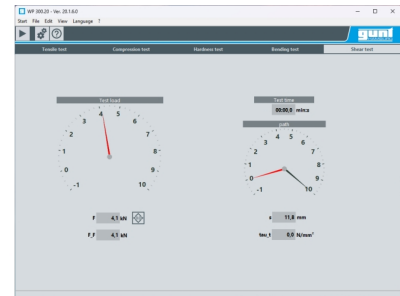 WP 300.20 - Ver. 20.1.6.0
Start File Edit View Language ?
gunt
Tensile test Compression test Hardness test Bending test Shear test
Test load
-1 0 1 2 3 4 5 6 7 8 9 10
F 4,1 kN
F_F 4,1 kN
Test time
00:00,0 min:s
path
-1 0 1 2 3 4 5 6 7 8 9 10
s 11,8 mm
tau_t 0,0 N/mm²